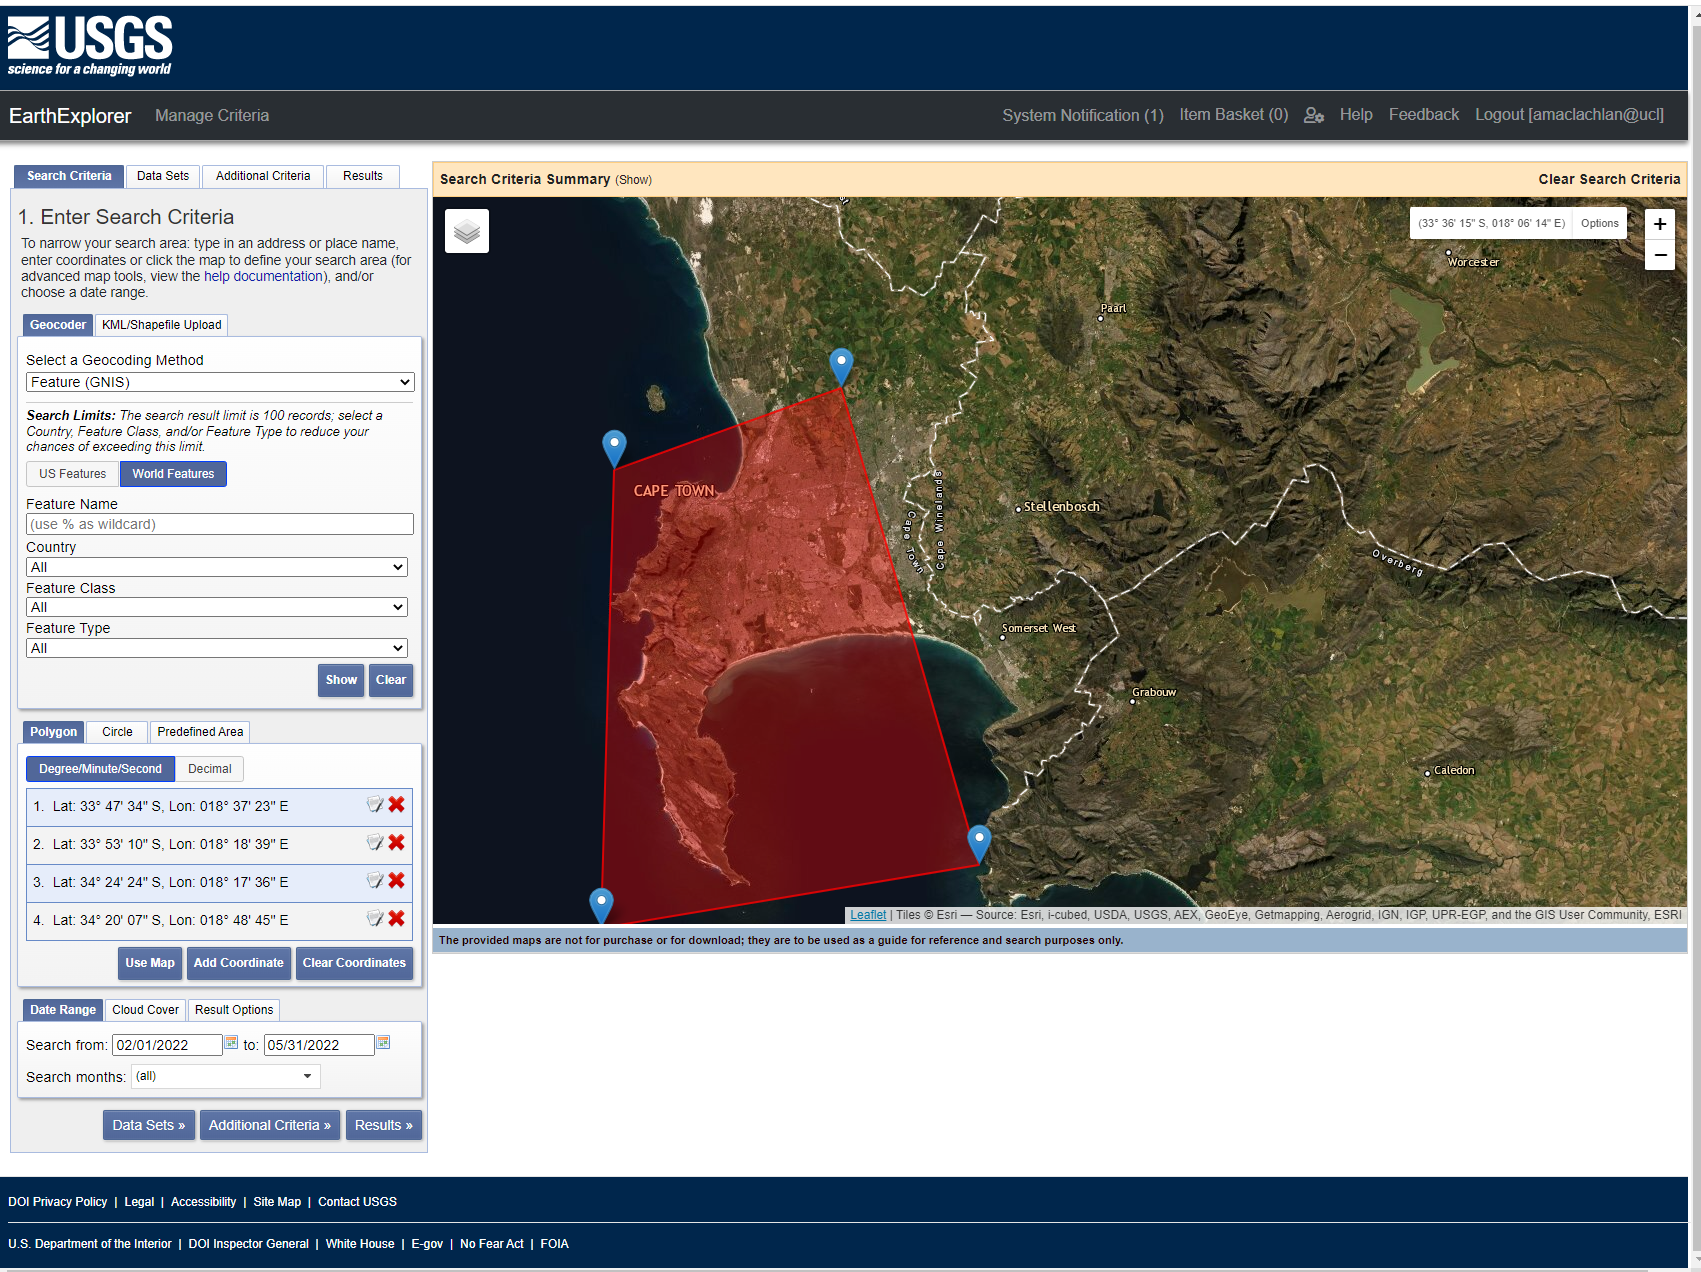 USGS
science for a changing world
EarthExplorer
Manage Criteria
System Notification (1)
Item Basket (0)
Help
Feedback
Logout [amaclachlan@ucl]
Search Criteria
Data Sets
Additional Criteria
Results
1. Enter Search Criteria
To narrow your search area: type in an address or place name,
enter coordinates or click the map to define your search area (for
advanced map tools, view the help documentation), and/or
choose a date range.
Geocoder
KML/Shapefile Upload
Select a Geocoding Method
Feature (GNIS)
Search Limits: The search result limit is 100 records; select a
Country, Feature Class, and/or Feature Type to reduce your
chances of exceeding this limit.
US Features
World Features
Feature Name
(use % as wildcard)
Country
All
Feature Class
All
Feature Type
All
Show
Clear
Polygon
Circle
Predefined Area
Degree/Minute/Second
Decimal
1. Lat: 33° 47' 34" S, Lon: 018° 37' 23" E
2. Lat: 33° 53' 10" S, Lon: 018° 18' 39" E
3. Lat: 34° 24' 24" S, Lon: 018° 17' 36" E
4. Lat: 34° 20' 07" S, Lon: 018° 48' 45" E
Use Map
Add Coordinate
Clear Coordinates
Date Range
Cloud Cover
Result Options
Search from: 02/01/2022 to: 05/31/2022
Search months: (all)
Data Sets »
Additional Criteria »
Results »
Search Criteria Summary (Show)
Clear Search Criteria
(33° 36' 15" S, 018° 06' 14" E)
Options
+
−
Worcester
Paarl
CAPE TOWN
Stellenbosch
Cape Winelands
Cape Town
Overberg
Somerset West
Grabouw
Caledon
Leaflet | Tiles © Esri — Source: Esri, i-cubed, USDA, USGS, AEX, GeoEye, Getmapping, Aerogrid, IGN, IGP, UPR-EGP, and the GIS User Community, ESRI
The provided maps are not for purchase or for download; they are to be used as a guide for reference and search purposes only.
DOI Privacy Policy | Legal | Accessibility | Site Map | Contact USGS
U.S. Department of the Interior | DOI Inspector General | White House | E-gov | No Fear Act | FOIA